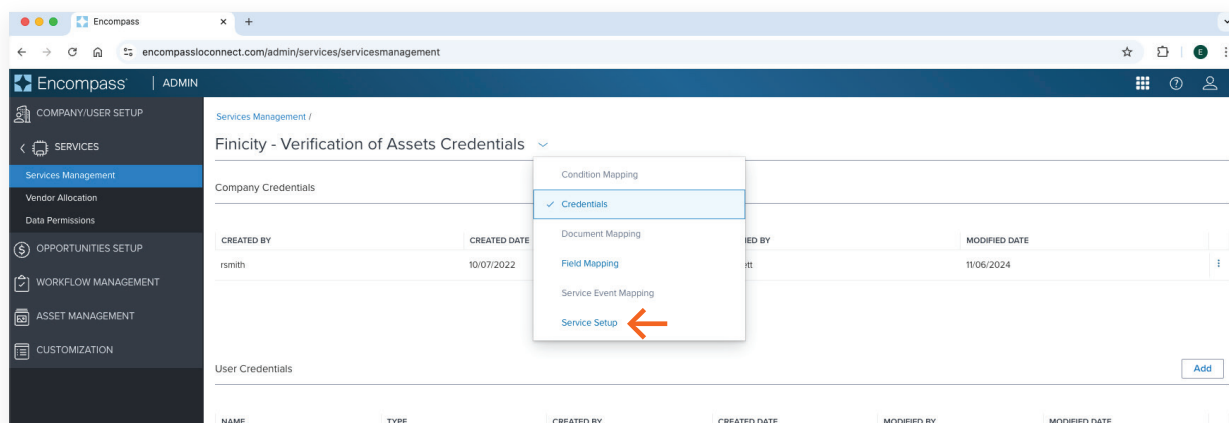 Encompass
encompassloconnect.com/admin/services/servicesmanagement
E
Encompass | ADMIN
COMPANY/USER SETUP
SERVICES
Services Management
Vendor Allocation
Data Permissions
OPPORTUNITIES SETUP
WORKFLOW MANAGEMENT
ASSET MANAGEMENT
CUSTOMIZATION
Services Management /
Finicity - Verification of Assets Credentials
Condition Mapping
Credentials
Document Mapping
Field Mapping
Service Event Mapping
Service Setup
Company Credentials
CREATED BY CREATED DATE IED BY MODIFIED DATE
rsmith 10/07/2022 ett 11/06/2024
User Credentials Add
NAME TYPE CREATED BY CREATED DATE MODIFIED BY MODIFIED DATE